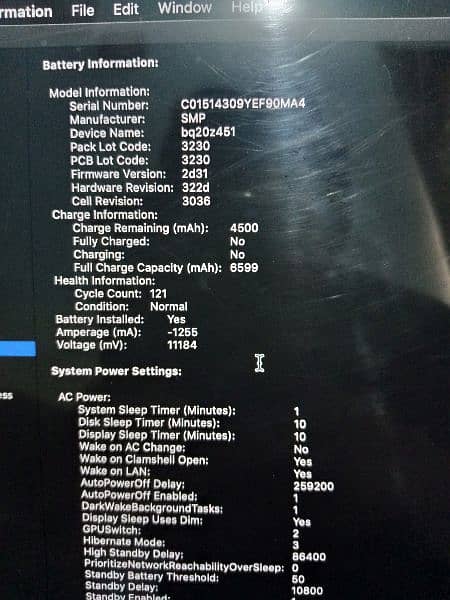 rmation File Edit Window Help
Battery Information:
Model Information:
Serial Number: C01514309YEF90MA4
Manufacturer: SMP
Device Name: bq20z451
Pack Lot Code: 3230
PCB Lot Code: 3230
Firmware Version: 2d31
Hardware Revision: 322d
Cell Revision: 3036
Charge Information:
Charge Remaining (mAh): 4500
Fully Charged: No
Charging: No
Full Charge Capacity (mAh): 6599
Health Information:
Cycle Count: 121
Condition: Normal
Battery Installed: Yes
Amperage (mA): -1255
Voltage (mV): 11184
System Power Settings:
ess
AC Power:
System Sleep Timer (Minutes): 1
Disk Sleep Timer (Minutes): 10
Display Sleep Timer (Minutes): 10
Wake on AC Change: No
Wake on Clamshell Open: Yes
Wake on LAN: Yes
AutoPowerOff Delay: 259200
AutoPowerOff Enabled: 1
DarkWakeBackgroundTasks: 1
Display Sleep Uses Dim: Yes
GPUSwitch: 2
Hibernate Mode: 3
High Standby Delay: 86400
PrioritizeNetworkReachabilityOverSleep: 0
Standby Battery Threshold: 50
Standby Delay: 10800
Standby Enabled: 1